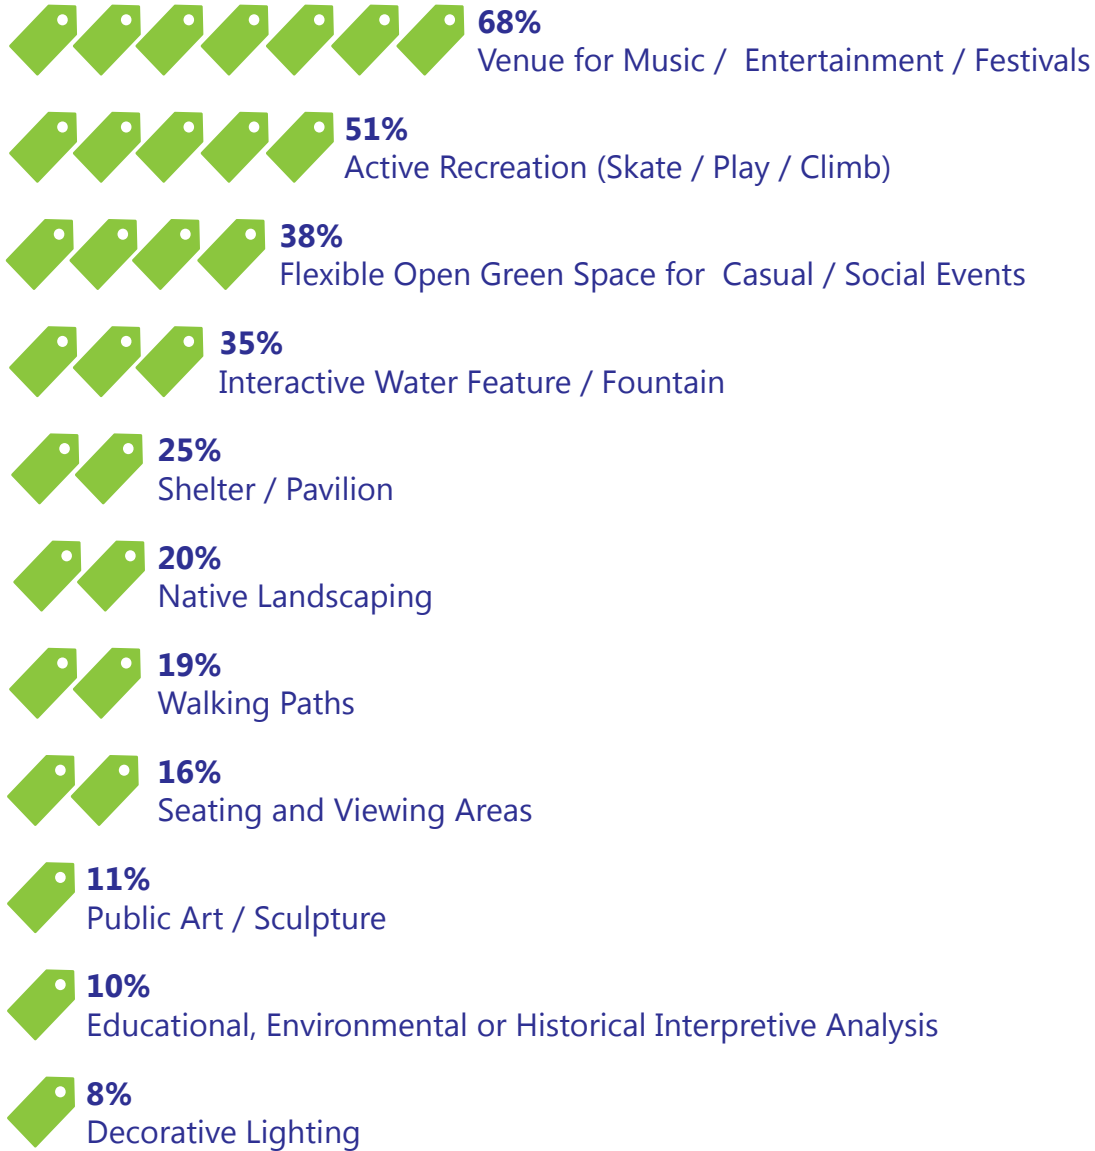 68%
Venue for Music / Entertainment / Festivals
51%
Active Recreation (Skate / Play / Climb)
38%
Flexible Open Green Space for Casual / Social Events
35%
Interactive Water Feature / Fountain
25%
Shelter / Pavilion
20%
Native Landscaping
19%
Walking Paths
16%
Seating and Viewing Areas
11%
Public Art / Sculpture
10%
Educational, Environmental or Historical Interpretive Analysis
8%
Decorative Lighting